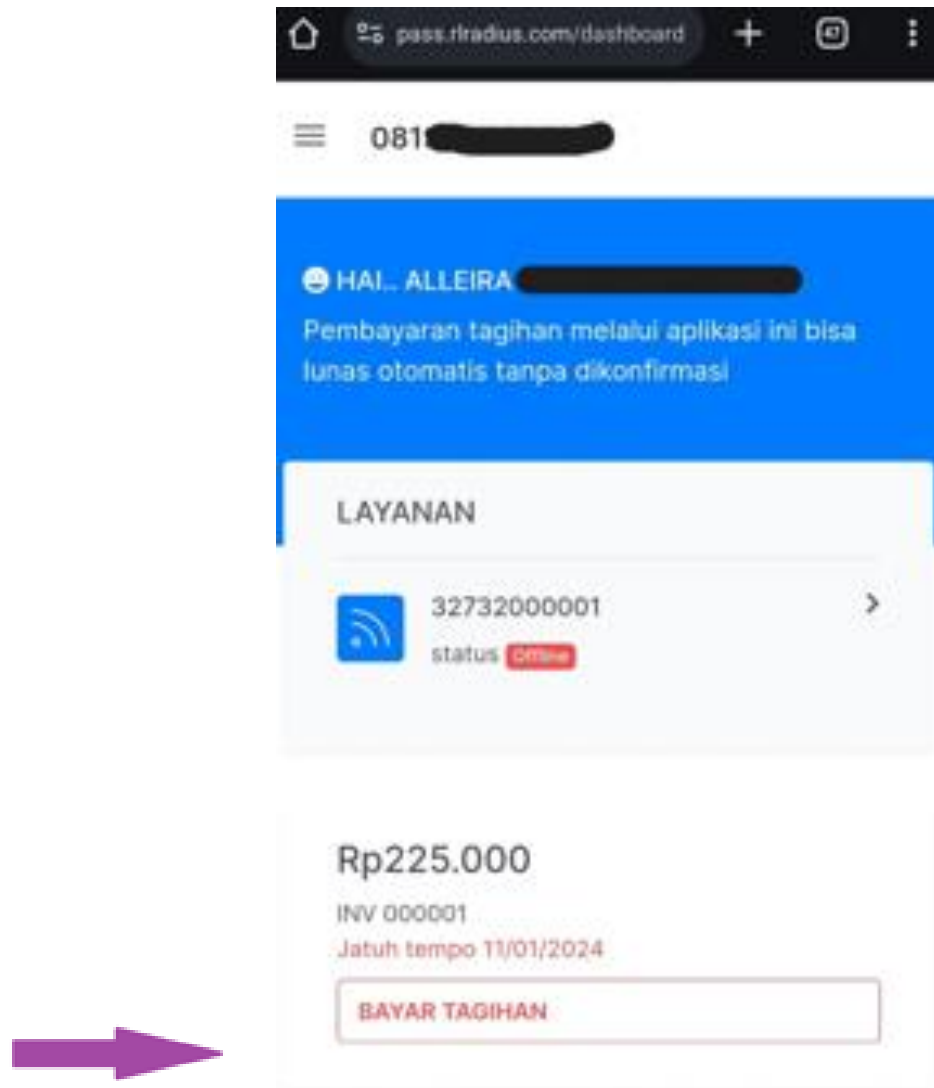 pass.rlradius.com/dashboard
081
HAI.. ALLEIRA
Pembayaran tagihan melalui aplikasi ini bisa
lunas otomatis tanpa dikonfirmasi
LAYANAN
32732000001
status Offline
Rp225.000
INV 000001
Jatuh tempo 11/01/2024
BAYAR TAGIHAN